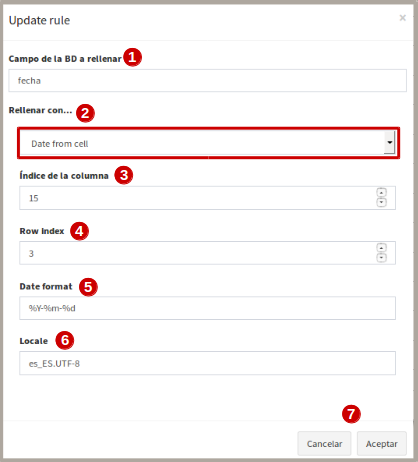 Update rule ×
Campo de la BD a rellenar 1
fecha
Rellenar con... 2
Date from cell
Índice de la columna 3
15
Row index 4
3
Date format 5
%Y-%m-%d
Locale 6
es_ES.UTF-8
7
Cancelar Aceptar